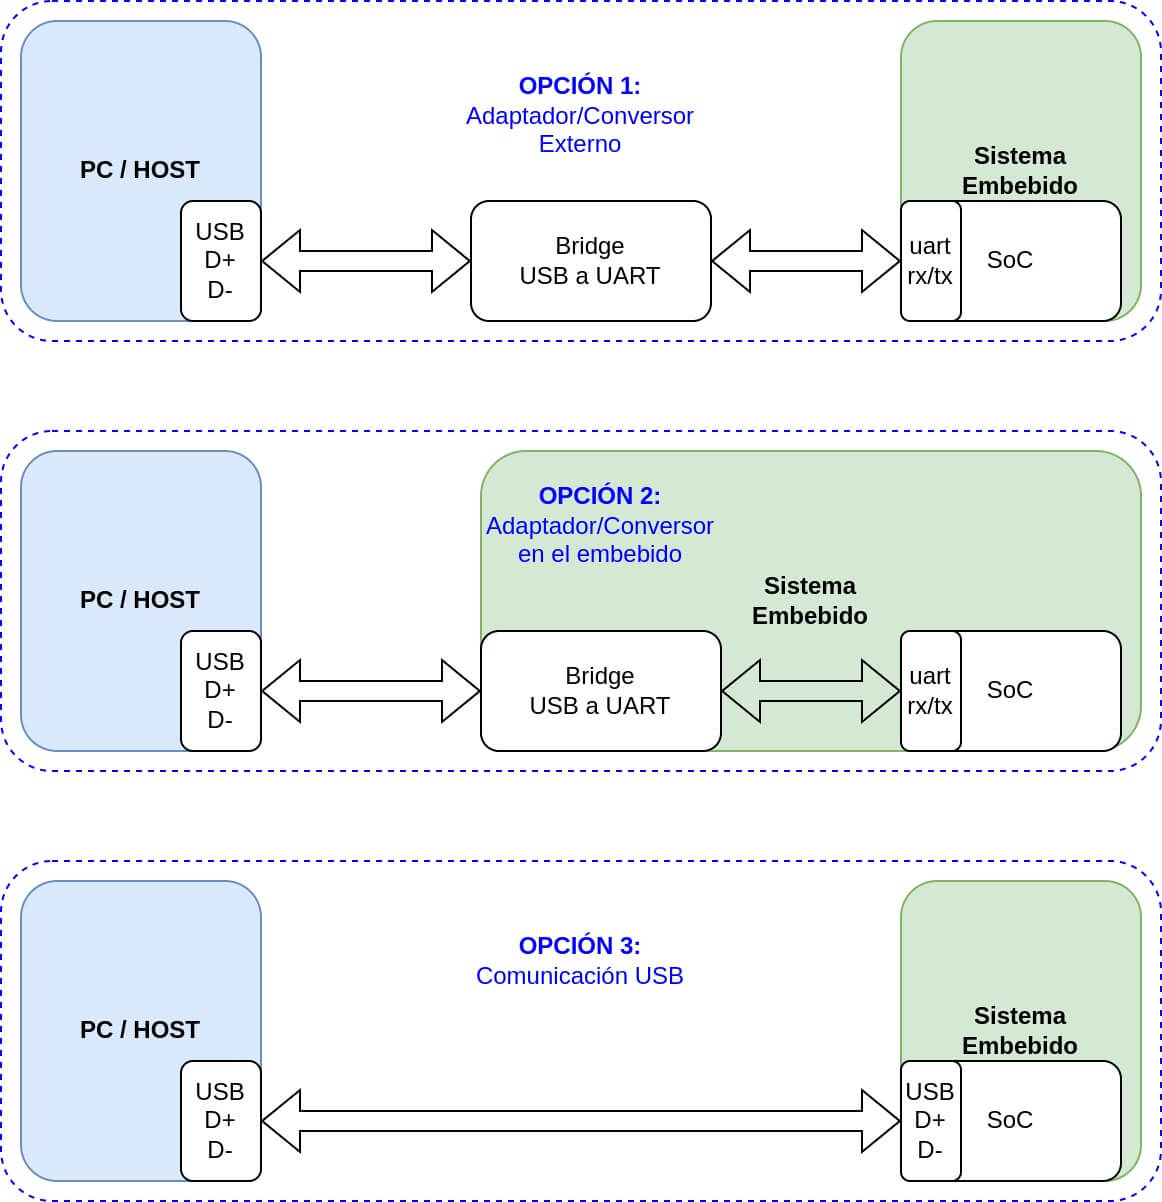 OPCIÓN 1:
Adaptador/Conversor
Externo
PC / HOST
Sistema
Embebido
USB
D+
D-
Bridge
USB a UART
uart
rx/tx
SoC
OPCIÓN 2:
Adaptador/Conversor
en el embebido
PC / HOST
Sistema
Embebido
USB
D+
D-
Bridge
USB a UART
uart
rx/tx
SoC
OPCIÓN 3:
Comunicación USB
PC / HOST
Sistema
Embebido
USB
D+
D-
USB
D+
D-
SoC